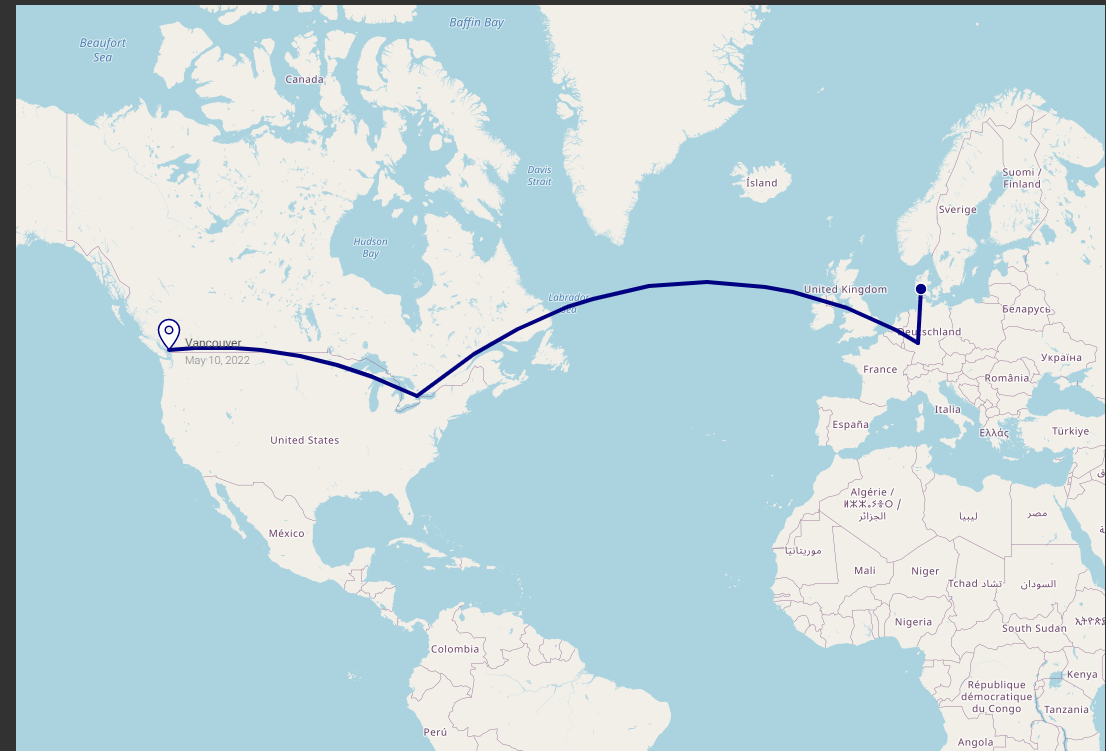 Baffin Bay
Beaufort
Sea
Canada
Davis
Strait
Ísland
Suomi /
Finland
Sverige
Hudson
Bay
United Kingdom
Labrador
Sea
Беларусь
Deutschland
Vancouver
May 10, 2022
Україна
France
România
Italia
España
Ελλάς
Türkiye
United States
Algérie /
ⵍⵣⵣⴰⵢⴻⵔ /
الجزائر
ليبيا
مصر
México
موريتانيا
Mali
Niger
Tchad تشاد
السودان
Nigeria
South Sudan
Colombia
Kenya
République
démocratique
du Congo
Tanzania
Perú
Angola